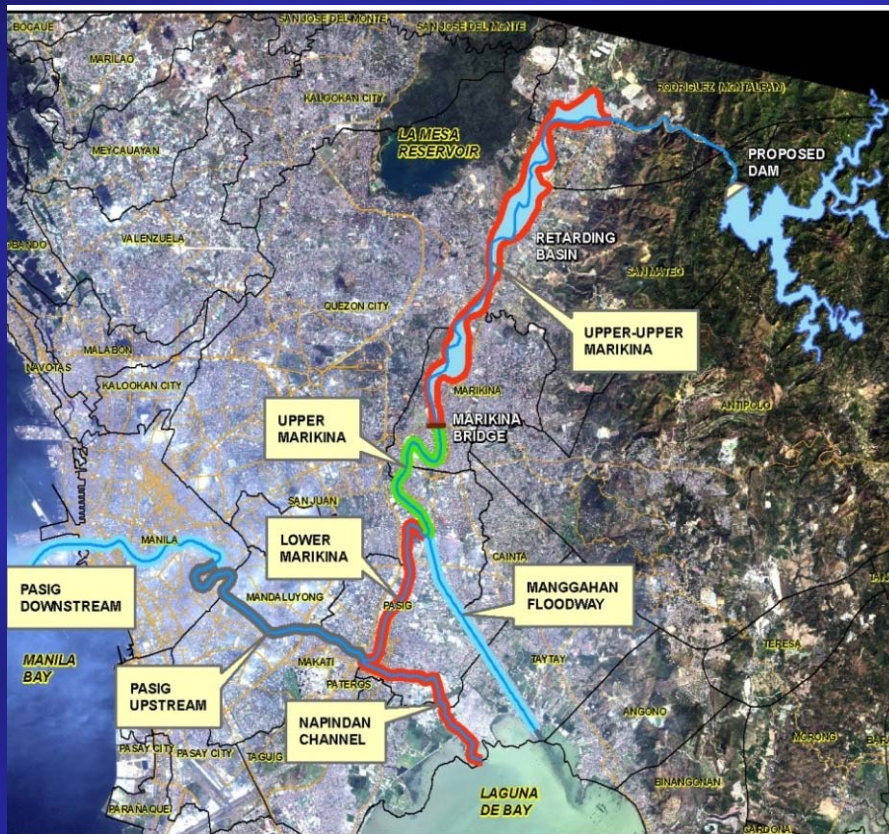 BOCAUE
SAN JOSE DEL MONTE
SAN JOSE DEL MONTE
MARILAO
KALOOKAN CITY
RODRIGUEZ (MONTALBAN)
LA MESA
RESERVOIR
MEYCAUAYAN
PROPOSED
DAM
VALENZUELA
RETARDING
BASIN
SAN MATEO
QUEZON CITY
UPPER-UPPER
MARIKINA
MALABON
NAVOTAS
KALOOKAN CITY
MARIKINA
ANTIPOLO
UPPER
MARIKINA
MARIKINA
BRIDGE
SAN JUAN
LOWER
MARIKINA
MANILA
CAINTA
PASIG
DOWNSTREAM
MANDALUYONG
PASIG
MANGGAHAN
FLOODWAY
TERESA
MANILA
BAY
MAKATI
TAYTAY
PASIG
UPSTREAM
PATEROS
NAPINDAN
CHANNEL
ANGONO
MORONG
PASAY CITY
PASAY CITY
TAGUIG
BINANGONAN
PARAÑAQUE
LAGUNA
DE BAY
CARDONA